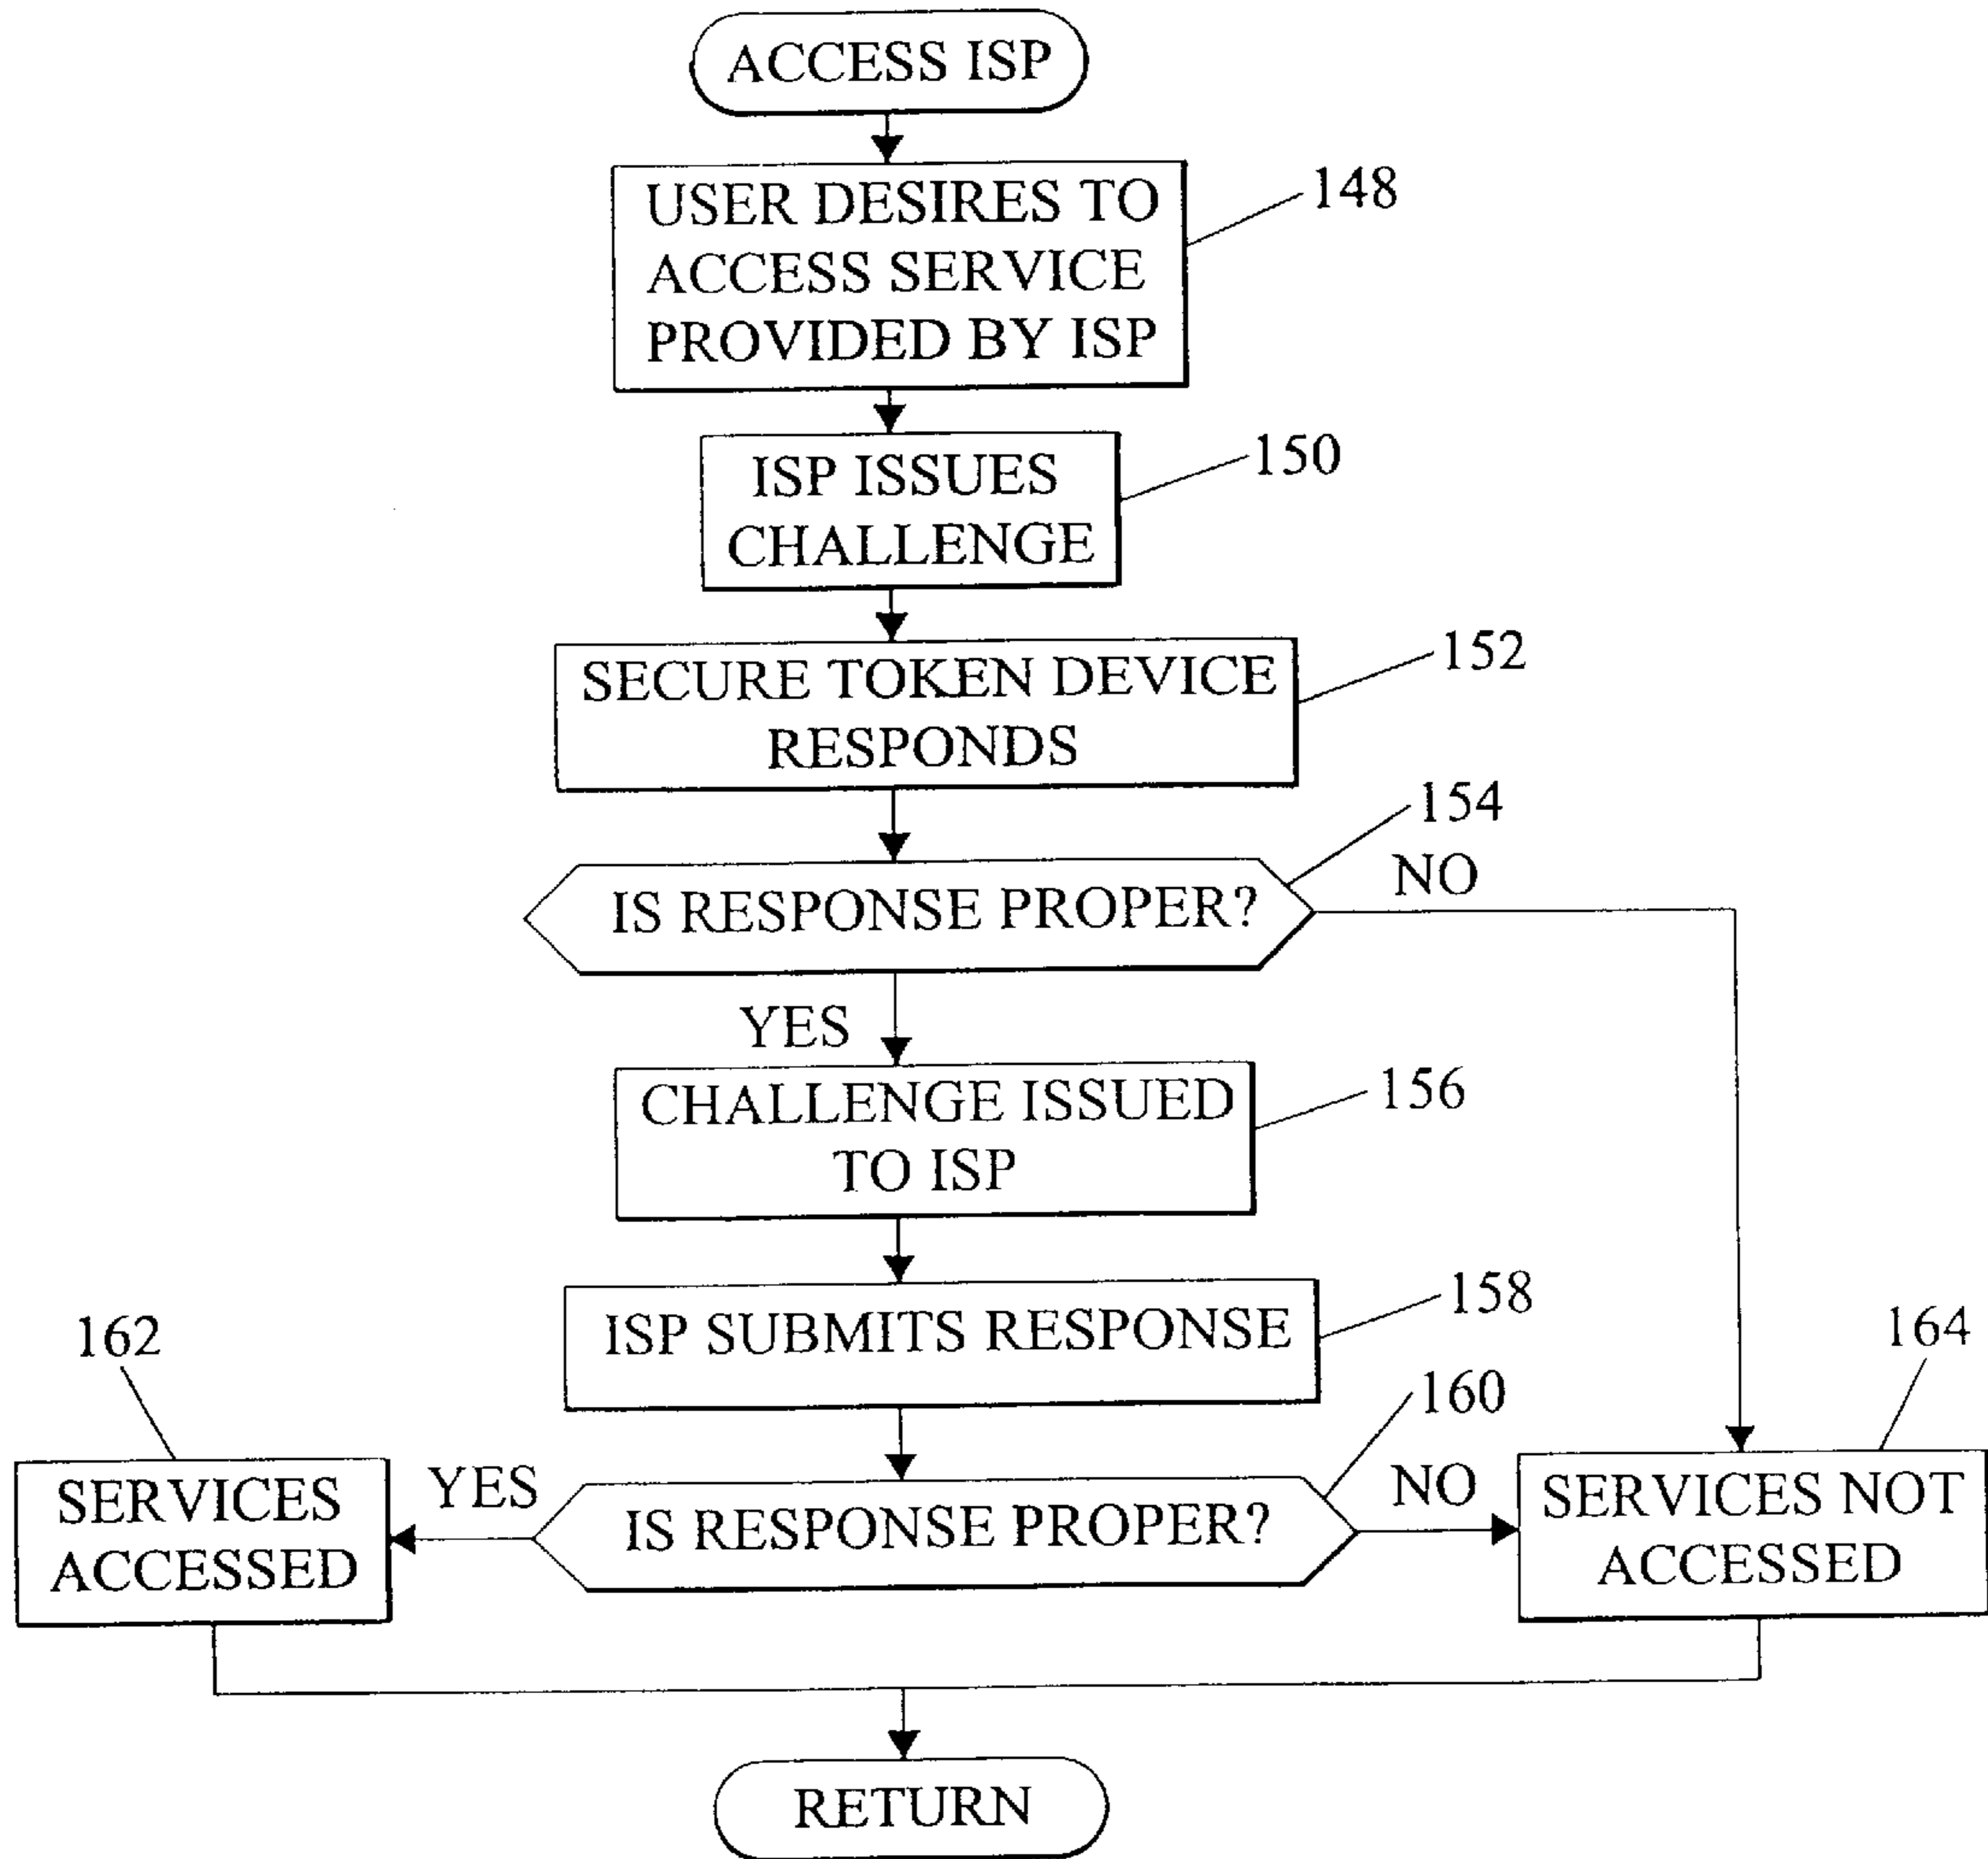 ACCESS ISP
USER DESIRES TO
ACCESS SERVICE
PROVIDED BY ISP
148
ISP ISSUES
CHALLENGE
150
SECURE TOKEN DEVICE
RESPONDS
152
154
IS RESPONSE PROPER?
NO
YES
CHALLENGE ISSUED
TO ISP
156
ISP SUBMITS RESPONSE
158
162
164
160
SERVICES
ACCESSED
YES
IS RESPONSE PROPER?
NO
SERVICES NOT
ACCESSED
RETURN